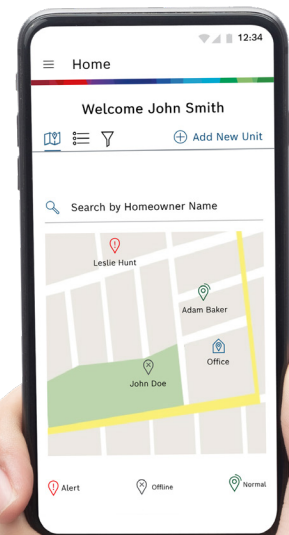 12:34
Home
Welcome John Smith
Add New Unit
Search by Homeowner Name
Leslie Hunt
Adam Baker
Office
John Doe
Alert
Offline
Normal